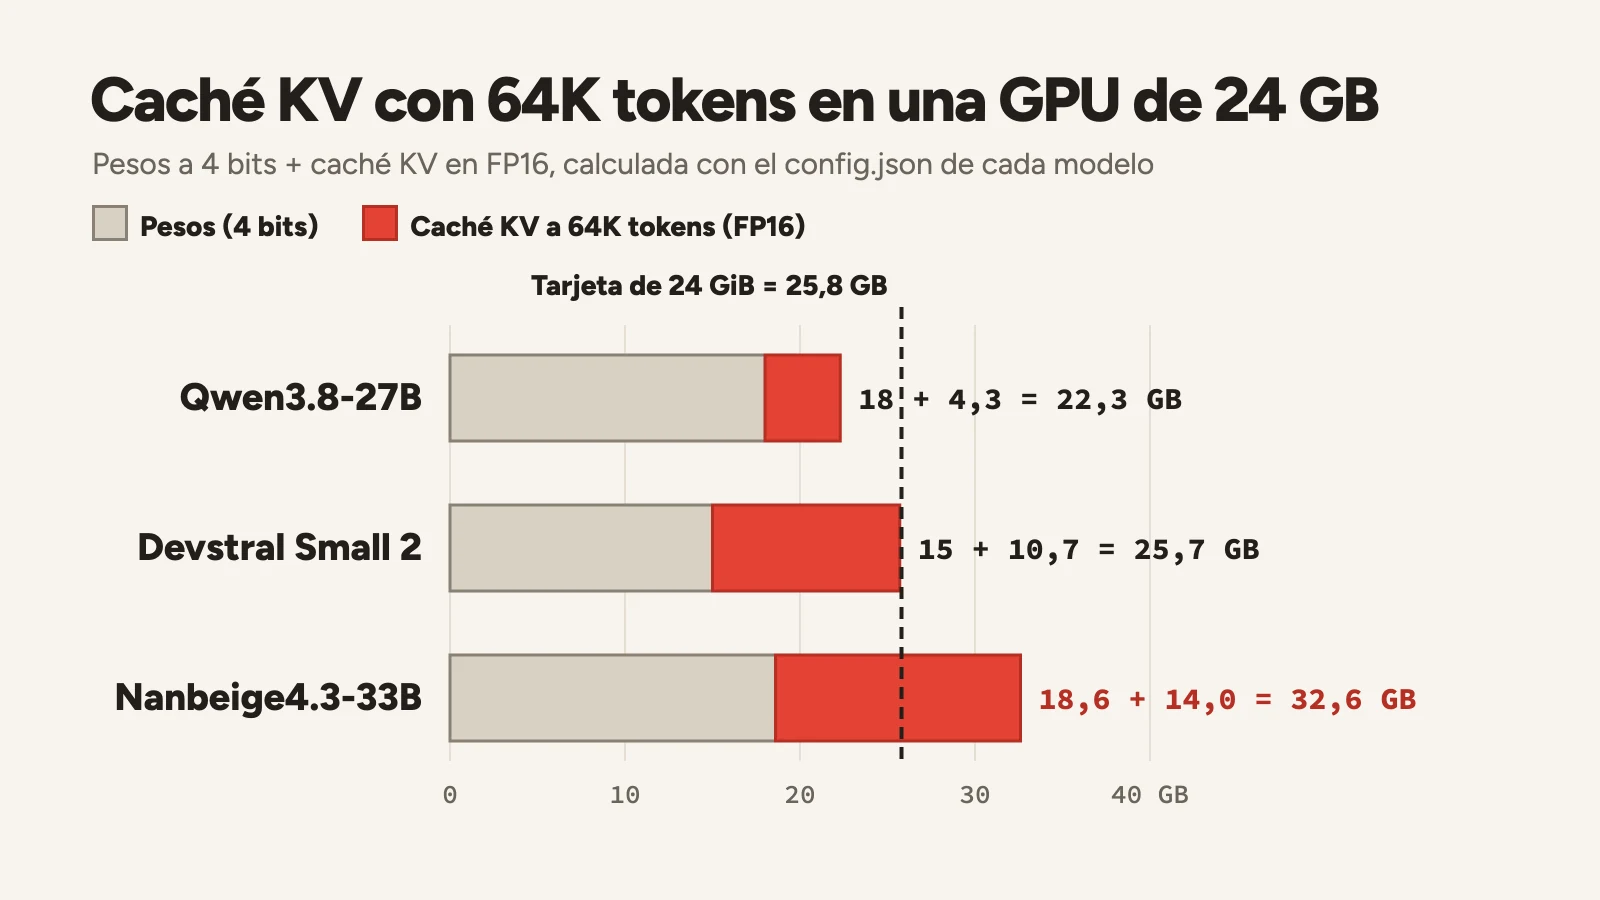 Caché KV con 64K tokens en una GPU de 24 GB
Pesos a 4 bits + caché KV en FP16, calculada con el config.json de cada modelo
Pesos (4 bits) Caché KV a 64K tokens (FP16)
Tarjeta de 24 GiB = 25,8 GB
Qwen3.8-27B 18 + 4,3 = 22,3 GB
Devstral Small 2 15 + 10,7 = 25,7 GB
Nanbeige4.3-33B 18,6 + 14,0 = 32,6 GB
0 10 20 30 40 GB